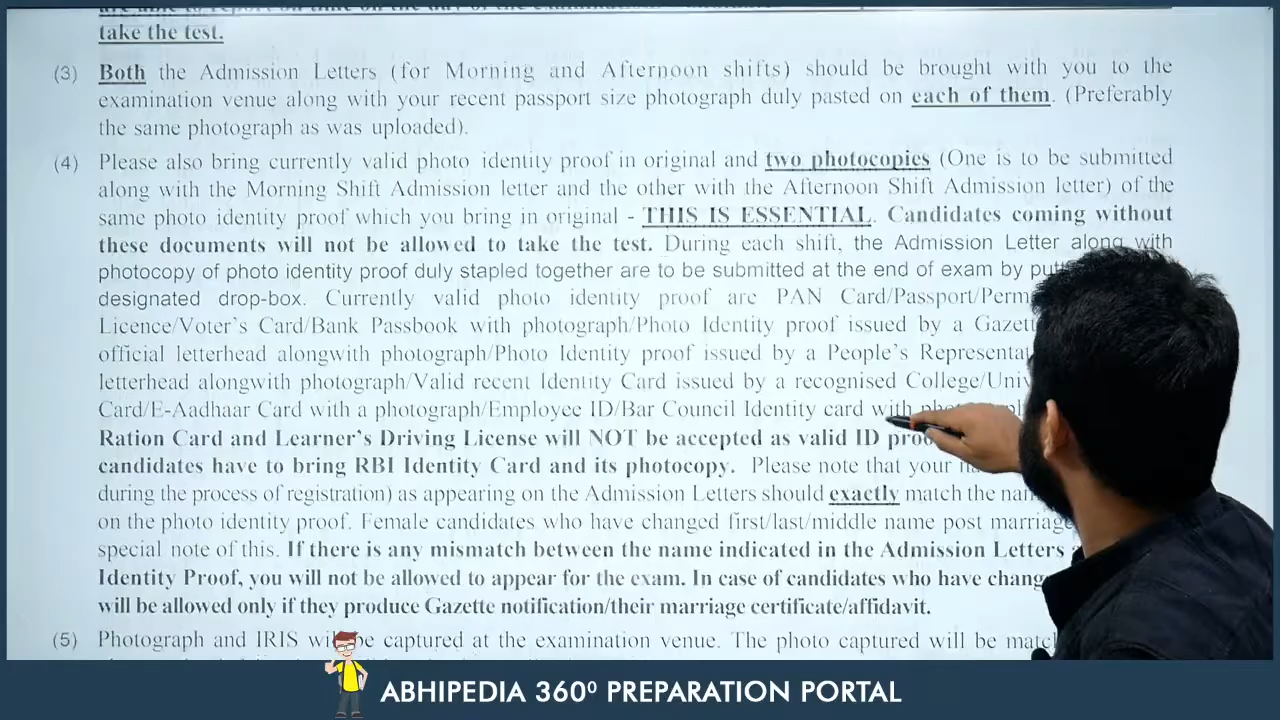 take the test.
(3) Both the Admission Letters (for Morning and Afternoon shifts) should be brought with you to the
examination venue along with your recent passport size photograph duly pasted on each of them. (Preferably
the same photograph as was uploaded).
(4) Please also bring currently valid photo identity proof in original and two photocopies (One is to be submitted
along with the Morning Shift Admission letter and the other with the Afternoon Shift Admission letter) of the
same photo identity proof which you bring in original - THIS IS ESSENTIAL. Candidates coming without
these documents will not be allowed to take the test. During each shift, the Admission Letter along with
photocopy of photo identity proof duly stapled together are to be submitted at the end of exam by
designated drop-box. Currently valid photo identity proof are PAN Card/Passport/
Licence/Voter's Card/Bank Passbook with photograph/Photo Identity proof issued by a
official letterhead alongwith photograph/Photo Identity proof issued by a People's
letterhead alongwith photograph/Valid recent Identity Card issued by a recognised College/
Card/E-Aadhaar Card with a photograph/Employee ID/Bar Council Identity card with
Ration Card and Learner's Driving License will NOT be accepted as valid ID
candidates have to bring RBI Identity Card and its photocopy. Please note that your
during the process of registration) as appearing on the Admission Letters should exactly match the
on the photo identity proof. Female candidates who have changed first/last/middle name post marriage
special note of this. If there is any mismatch between the name indicated in the Admission Letters
Identity Proof, you will not be allowed to appear for the exam. In case of candidates who have
will be allowed only if they produce Gazette notification/their marriage certificate/affidavit.
(5) Photograph and IRIS will be captured at the examination venue. The photo captured will be
ABHIPEDIA 360⁰ PREPARATION PORTAL